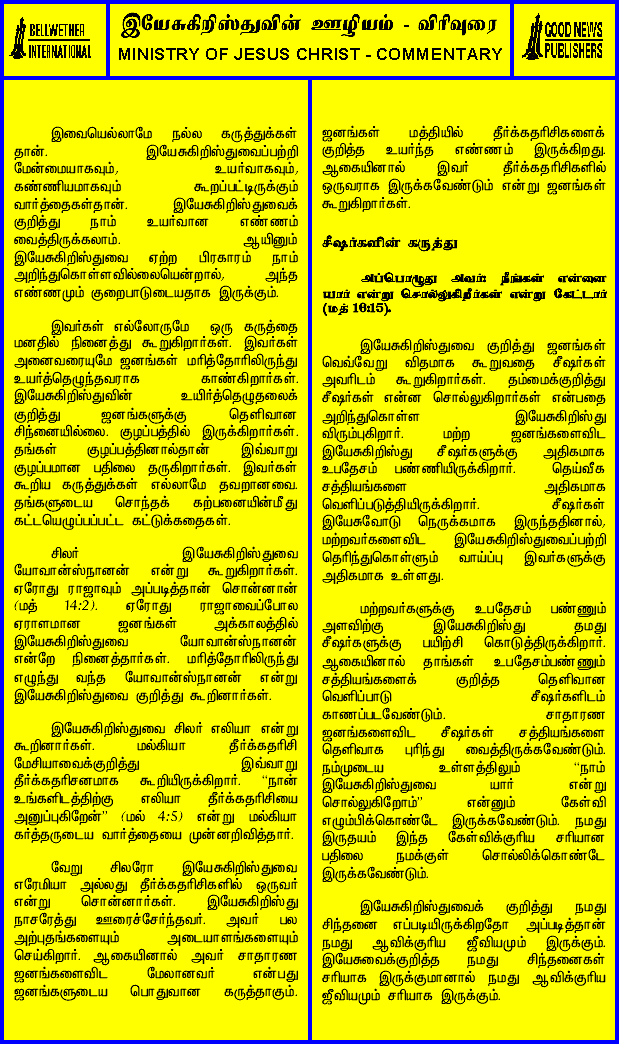 BELLWETHER
INTERNATIONAL
இயேசுகிறிஸ்துவின் ஊழியம் - விரிவுரை
MINISTRY OF JESUS CHRIST - COMMENTARY
GOOD NEWS
PUBLISHERS
இவையெல்லாமே நல்ல கருத்துக்கள்
தான். இயேசுகிறிஸ்துவைப்பற்றி
மேன்மையாகவும், உயர்வாகவும்,
கண்ணியமாகவும் கூறப்பட்டிருக்கும்
வார்த்தைகள்தான். இயேசுகிறிஸ்துவைக்
குறித்து நாம் உயர்வான எண்ணம்
வைத்திருக்கலாம். ஆயினும்
இயேசுகிறிஸ்துவை ஏற்ற பிரகாரம் நாம்
அறிந்துகொள்ளவில்லையென்றால், அந்த
எண்ணமும் குறைபாடுடையதாக இருக்கும்.
இவர்கள் எல்லோருமே ஒரு கருத்தை
மனதில் நினைத்து கூறுகிறார்கள். இவர்கள்
அனைவரையுமே ஜனங்கள் மரித்தோரிலிருந்து
உயர்த்தெழுந்தவராக காண்கிறார்கள்.
இயேசுகிறிஸ்துவின் உயிர்த்தெழுதலைக்
குறித்து ஜனங்களுக்கு தெளிவான
சிந்னையில்லை. குழப்பத்தில் இருக்கிறார்கள்.
தங்கள் குழப்பத்தினால்தான் இவ்வாறு
குழப்பமான பதிலை தருகிறார்கள். இவர்கள்
கூறிய கருத்துக்கள் எல்லாமே தவறானவை.
தங்களுடைய சொந்தக் கற்பனையின்மீது
கட்டயெழுப்பப்பட்ட கட்டுக்கதைகள்.
சிலர் இயேசுகிறிஸ்துவை
யோவான்ஸ்நானன் என்று கூறுகிறார்கள்.
ஏரோது ராஜாவும் அப்படித்தான் சொன்னான்
(மத் 14:2). ஏரோது ராஜாவைப்போல
ஏராளமான ஜனங்கள் அக்காலத்தில்
இயேசுகிறிஸ்துவை யோவான்ஸ்நானன்
என்றே நினைத்தார்கள். மரித்தோரிலிருந்து
எழுந்து வந்த யோவான்ஸ்நானன் என்று
இயேசுகிறிஸ்துவை குறித்து கூறினார்கள்.
இயேசுகிறிஸ்துவை சிலர் எலியா என்று
கூறினார்கள். மல்கியா தீர்க்கதரிசி
மேசியாவைக்குறித்து இவ்வாறு
தீர்க்கதரிசனமாக கூறியிருக்கிறார். “நான்
உங்களிடத்திற்கு எலியா தீர்க்கதரிசியை
அனுப்புகிறேன்” (மல் 4:5) என்று மல்கியா
கர்த்தருடைய வார்த்தையை முன்னறிவித்தார்.
வேறு சிலரோ இயேசுகிறிஸ்துவை
எரேமியா அல்லது தீர்க்கதரிசிகளில் ஒருவர்
என்று சொன்னார்கள். இயேசுகிறிஸ்து
நாசரேத்து ஊரைச்சேர்ந்தவர். அவர் பல
அற்புதங்களையும் அடையாளங்களையும்
செய்கிறார். ஆகையினால் அவர் சாதாரண
ஜனங்களைவிட மேலானவர் என்பது
ஜனங்களுடைய பொதுவான கருத்தாகும்.
ஜனங்கள் மத்தியில் தீர்க்கதரிசிகளைக்
குறித்த உயர்ந்த எண்ணம் இருக்கிறது.
ஆகையினால் இவர் தீர்க்கதரிசிகளில்
ஒருவராக இருக்கவேண்டும் என்று ஜனங்கள்
கூறுகிறார்கள்.
சீஷர்களின் கருத்து
அப்பொழுது அவர்: நீங்கள் என்னை
யார் என்று சொல்லுகிறீர்கள் என்று கேட்டார்
(மத் 16:15).
இயேசுகிறிஸ்துவை குறித்து ஜனங்கள்
வெவ்வேறு விதமாக கூறுவதை சீஷர்கள்
அவரிடம் கூறுகிறார்கள். தம்மைக்குறித்து
சீஷர்கள் என்ன சொல்லுகிறார்கள் என்பதை
அறிந்துகொள்ள இயேசுகிறிஸ்து
விரும்புகிறார். மற்ற ஜனங்களைவிட
இயேசுகிறிஸ்து சீஷர்களுக்கு அதிகமாக
உபதேசம் பண்ணியிருக்கிறார். தெய்வீக
சத்தியங்களை அதிகமாக
வெளிப்படுத்தியிருக்கிறார். சீஷர்கள்
இயேசுவோடு நெருக்கமாக இருந்ததினால்,
மற்றவர்களைவிட இயேசுகிறிஸ்துவைப்பற்றி
தெரிந்துகொள்ளும் வாய்ப்பு இவர்களுக்கு
அதிகமாக உள்ளது.
மற்றவர்களுக்கு உபதேசம் பண்ணும்
அளவிற்கு இயேசுகிறிஸ்து தமது
சீஷர்களுக்கு பயிற்சி கொடுத்திருக்கிறார்.
ஆகையினால் தாங்கள் உபதேசம்பண்ணும்
சத்தியங்களைக் குறித்த தெளிவான
வெளிப்பாடு சீஷர்களிடம்
காணப்படவேண்டும். சாதாரண
ஜனங்களைவிட சீஷர்கள் சத்தியங்களை
தெளிவாக புரிந்து வைத்திருக்கவேண்டும்.
நம்முடைய உள்ளத்திலும் “நாம்
இயேசுகிறிஸ்துவை யார் என்று
சொல்லுகிறோம்” என்னும் கேள்வி
எழும்பிக்கொண்டே இருக்கவேண்டும். நமது
இருதயம் இந்த கேள்விக்குரிய சரியான
பதிலை நமக்குள் சொல்லிக்கொண்டே
இருக்கவேண்டும்.
இயேசுகிறிஸ்துவைக் குறித்து நமது
சிந்தனை எப்படியிருக்கிறதோ அப்படித்தான்
நமது ஆவிக்குரிய ஜீவியமும் இருக்கும்.
இயேசுவைக்குறித்த நமது சிந்தனைகள்
சரியாக இருக்குமானால் நமது ஆவிக்குரிய
ஜீவியமும் சரியாக இருக்கும்.